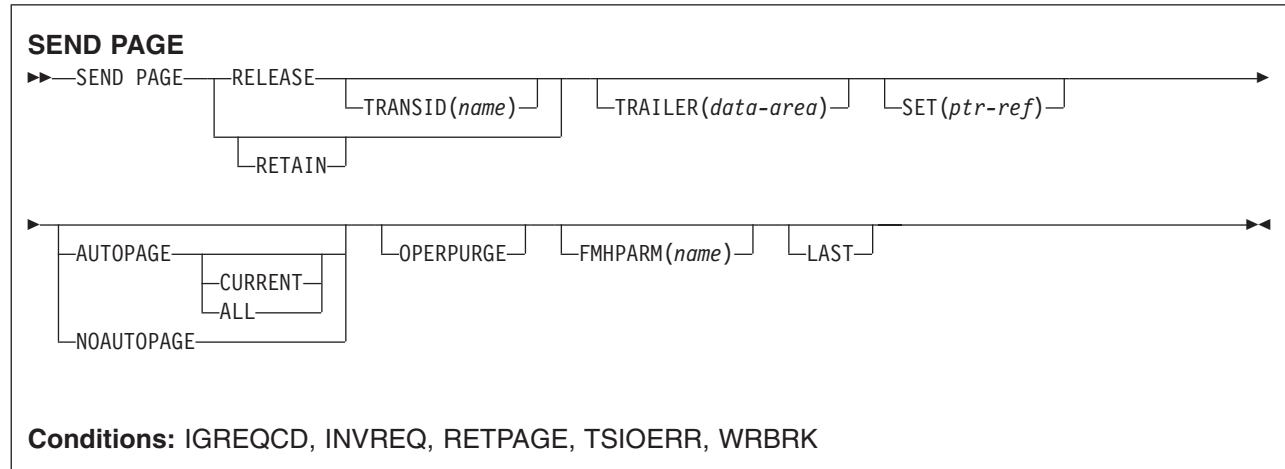 SEND PAGE
SEND PAGE RELEASE TRANSID(name) TRAILER(data-area) SET(ptr-ref)
RETAIN
AUTOPAGE CURRENT OPERPURGE FMHPARM(name) LAST
ALL
NOAUTOPAGE
Conditions: IGREQCD, INVREQ, RETPAGE, TSIOERR, WRBRK